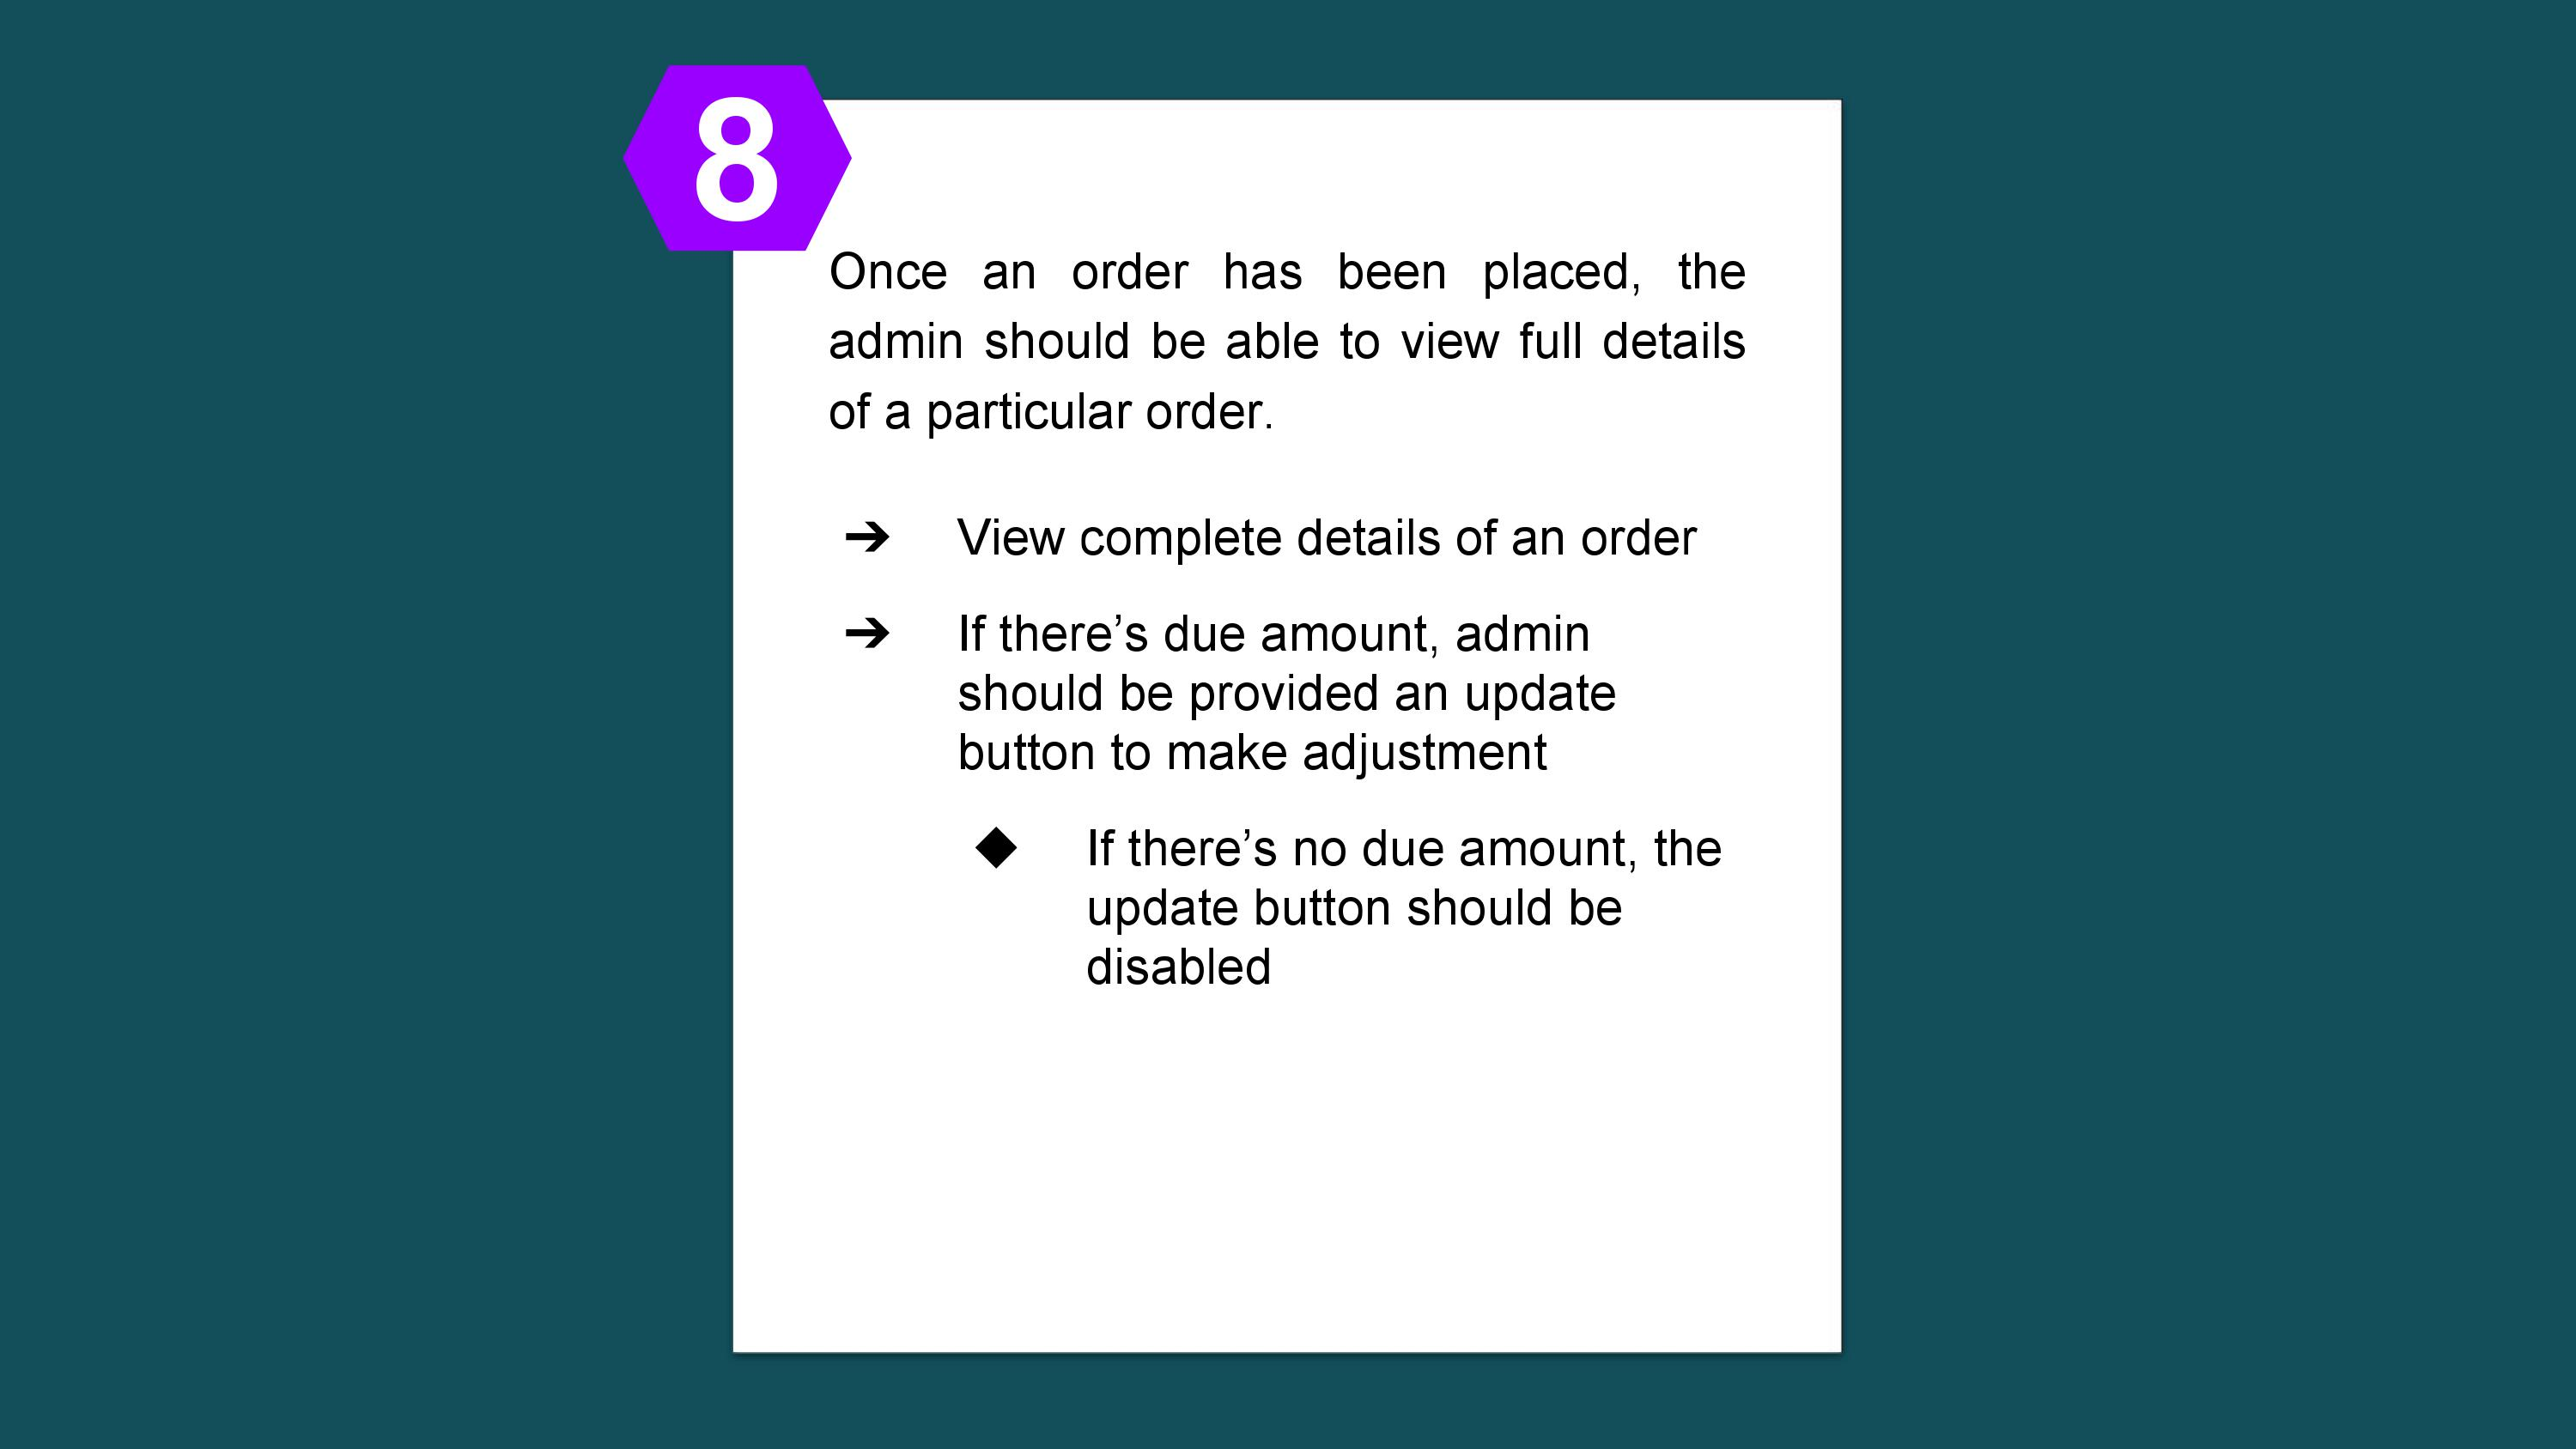 8
Once an order has been placed, the
admin should be able to view full details
of a particular order.
➔ View complete details of an order
➔ If there’s due amount, admin
should be provided an update
button to make adjustment
◆ If there’s no due amount, the
update button should be
disabled